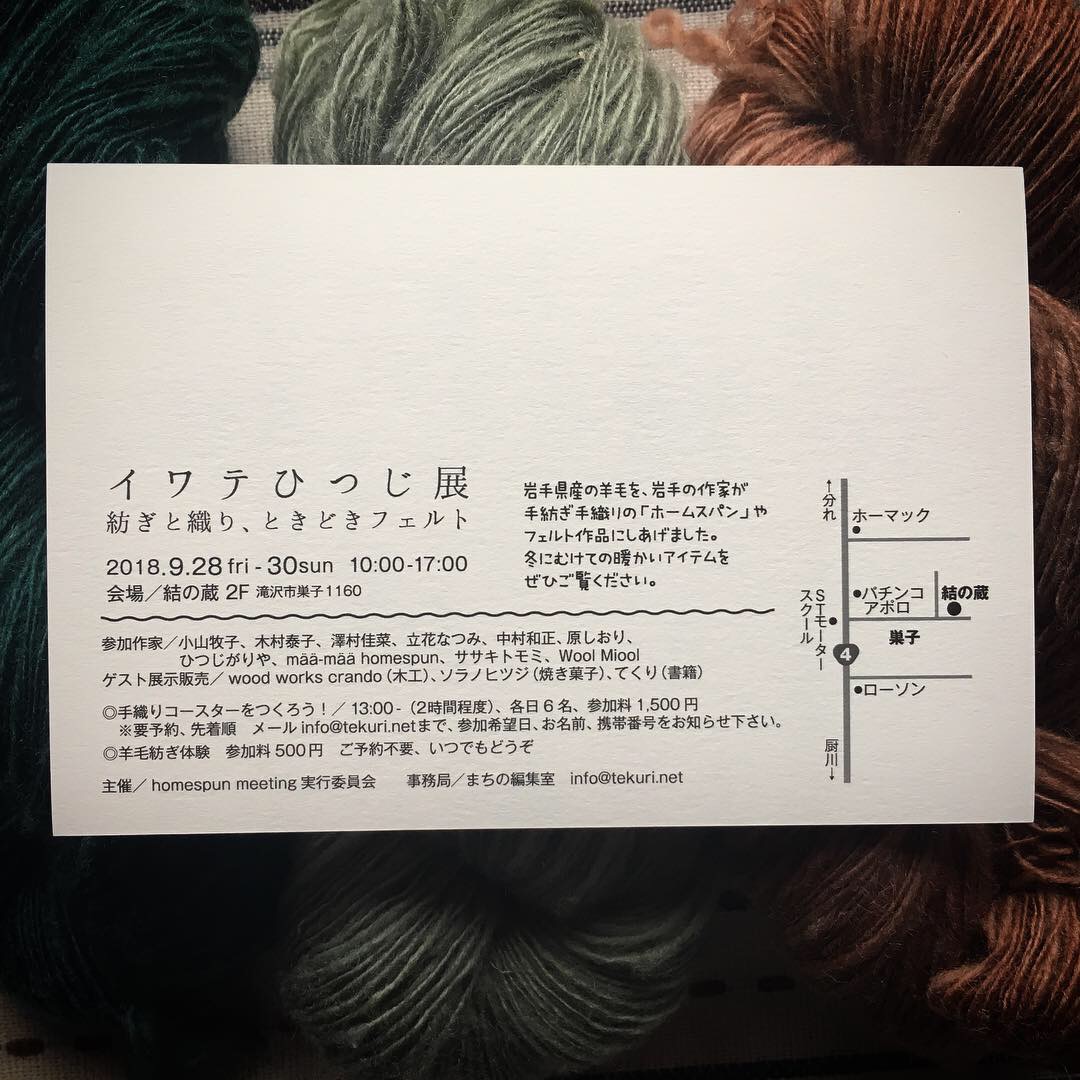 イワテひつじ展
紡ぎと織り、ときどきフェルト
2018.9.28 fri - 30sun 10:00-17:00
会場／結の蔵 2F 滝沢市巣子1160
岩手県産の羊毛を、岩手の作家が
手紡ぎ手織りの「ホームスパン」や
フェルト作品にしあげました。
冬にむけての暖かいアイテムを
ぜひご覧ください。
参加作家／小山牧子、木村泰子、澤村佳菜、立花なつみ、中村和正、原しおり、
ひつじがりや、mää-mää homespun、ササキトモミ、Wool Miool
ゲスト展示販売／wood works crando（木工）、ソラノヒツジ（焼き菓子）、てくり（書籍）
◎手織りコースターをつくろう！／13:00-（2時間程度）、各日6名、参加料1,500円
※要予約、先着順 メールinfo@tekuri.netまで、参加希望日、お名前、携帯番号をお知らせ下さい。
◎羊毛紡ぎ体験 参加料500円 ご予約不要、いつでもどうぞ
主催／homespun meeting実行委員会 事務局／まちの編集室 info@tekuri.net
↑分れ
ホーマック
パチンコ
アポロ
結の蔵
STモーター
スクール
巣子
4
ローソン
厨川↓